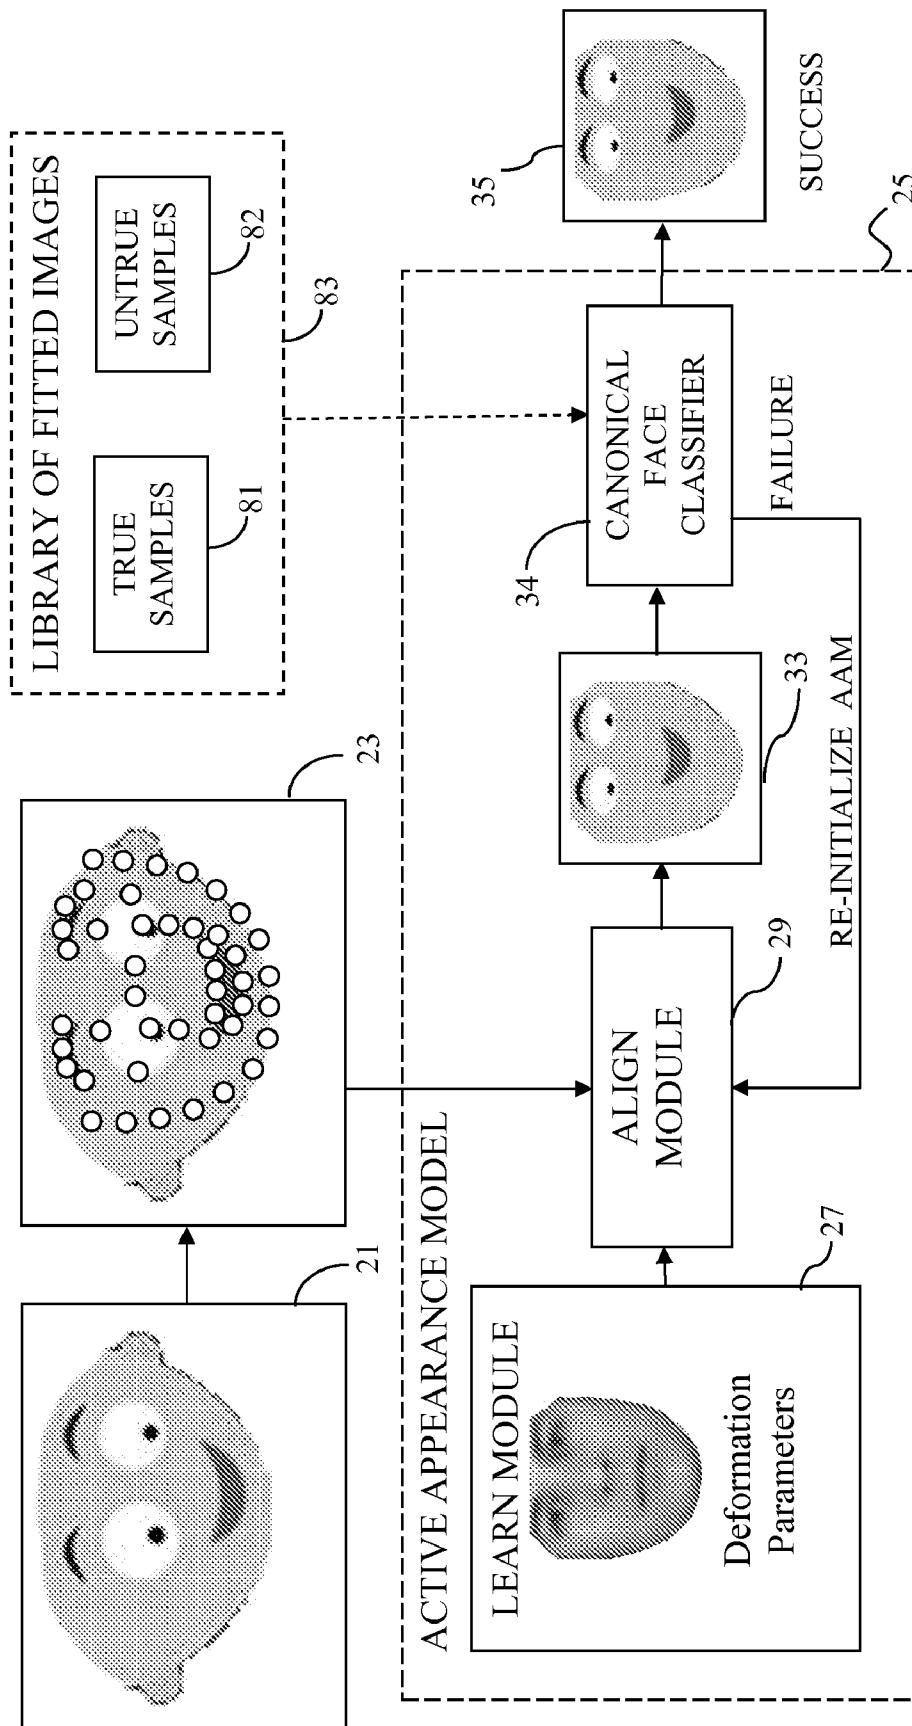 LIBRARY OF FITTED IMAGES
TRUE
SAMPLES
81
UNTRUE
SAMPLES
82
83
21
23
ACTIVE APPEARANCE MODEL
LEARN MODULE
Deformation
Parameters
27
ALIGN
MODULE
29
33
34
CANONICAL
FACE
CLASSIFIER
35
SUCCESS
FAILURE
RE-INITIALIZE AAM
25